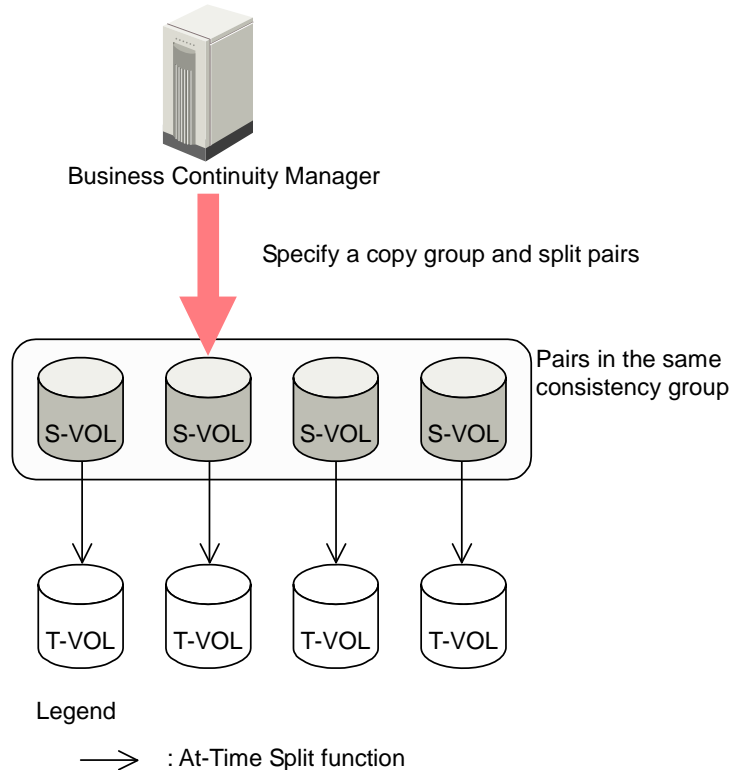 Business Continuity Manager
Specify a copy group and split pairs
Pairs in the same
consistency group
S-VOL S-VOL S-VOL S-VOL
T-VOL T-VOL T-VOL T-VOL
Legend
: At-Time Split function